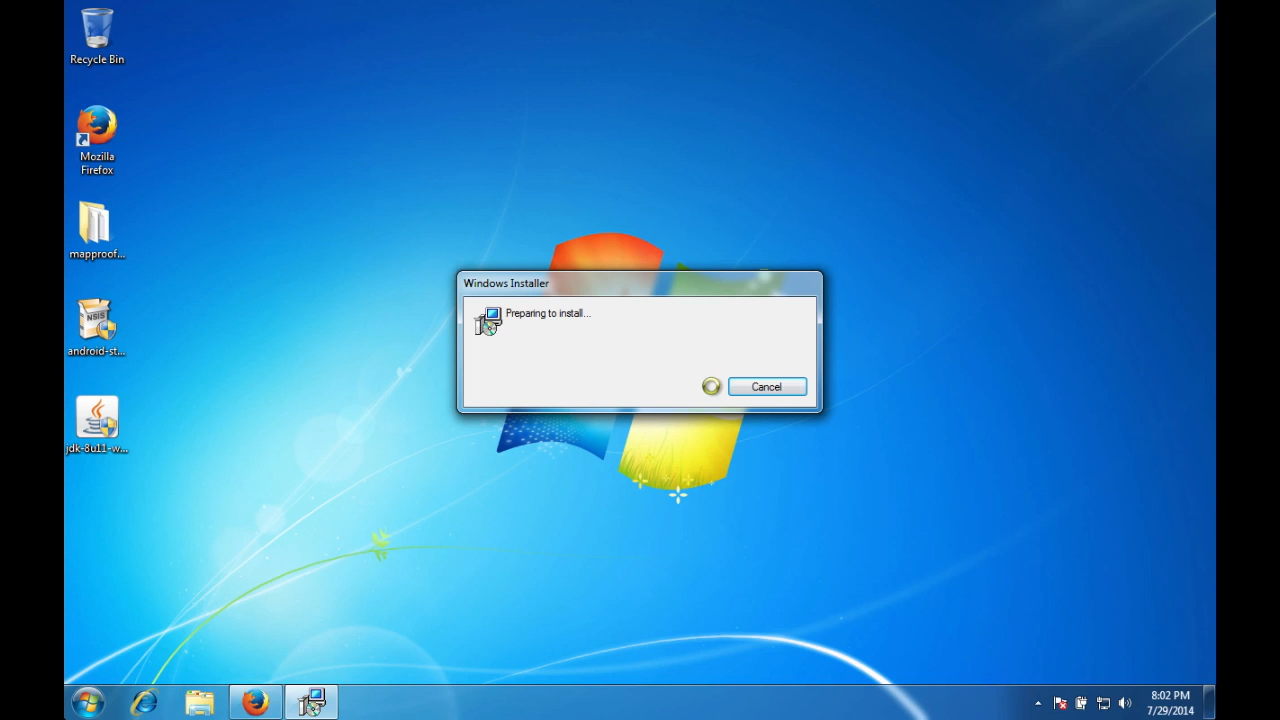 Recycle Bin
Mozilla
Firefox
mapproof...
NSIS
android-st...
jdk-8u11-w...
Windows Installer
Preparing to install...
Cancel
8:02 PM
7/29/2014